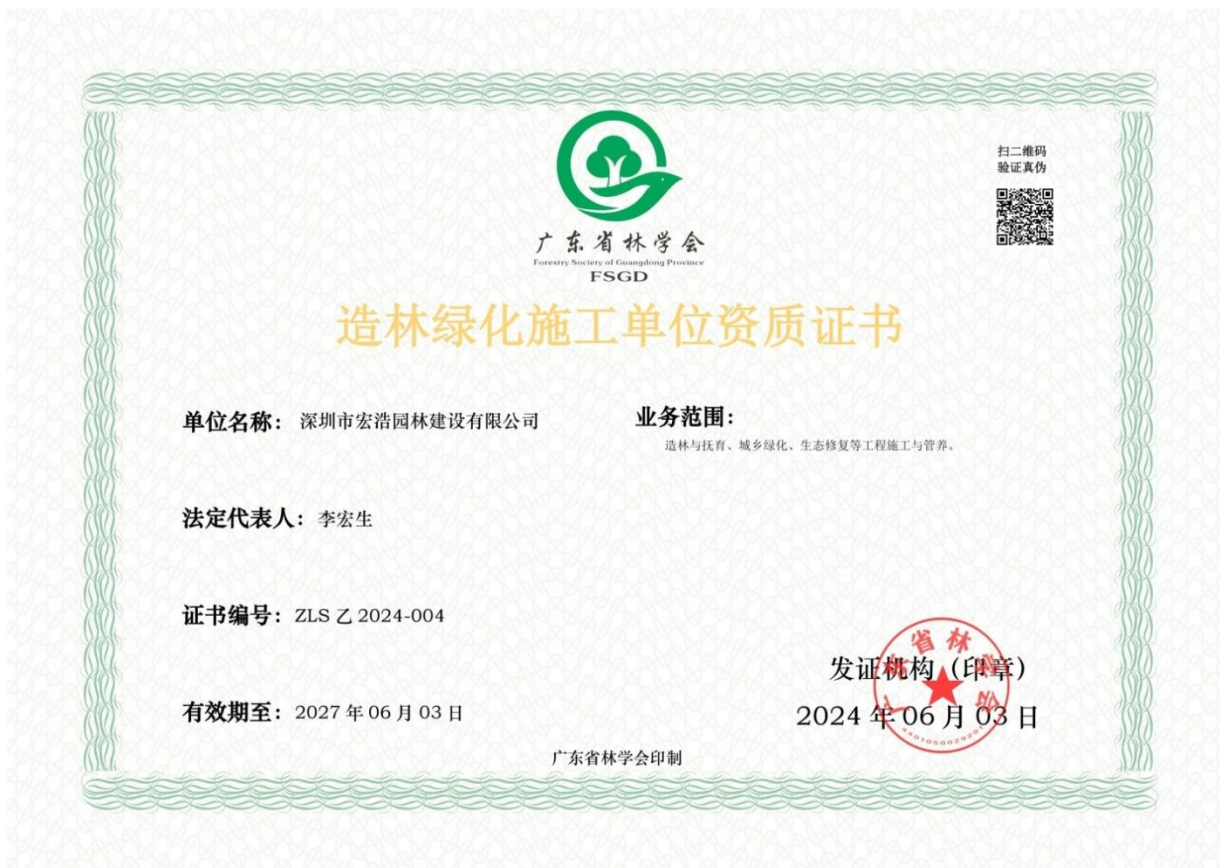 扫二维码
验证真伪
广东省林学会
Forestry Society of Guangdong Province
FSGD
造林绿化施工单位资质证书
单位名称： 深圳市宏浩园林建设有限公司
业务范围：
造林与抚育、城乡绿化、生态修复等工程施工与管养。
法定代表人：李宏生
证书编号：ZLS 乙 2024-004
有效期至：2027 年 06 月 03 日
发证机构（印章）
2024 年 06 月 03 日
广东省林学会
广东省林学会印制